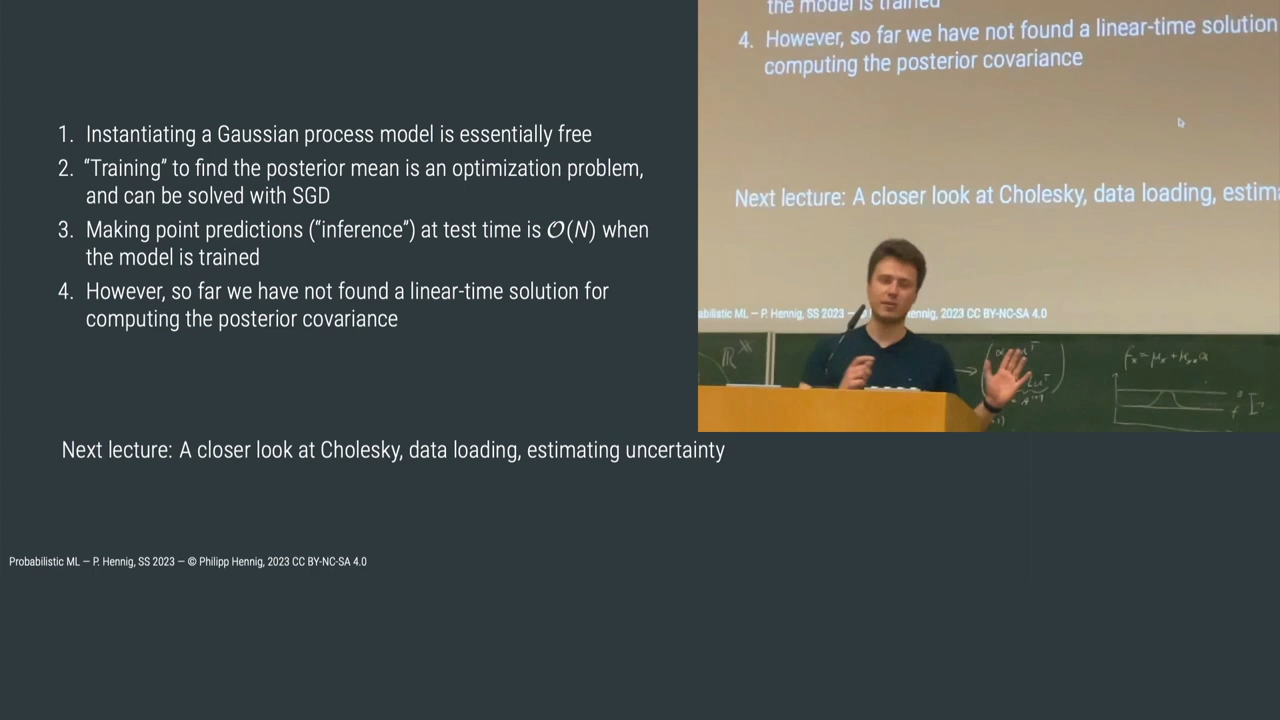 1. Instantiating a Gaussian process model is essentially free
2. “Training” to find the posterior mean is an optimization problem,
and can be solved with SGD
3. Making point predictions (“inference”) at test time is O(N) when
the model is trained
4. However, so far we have not found a linear-time solution for
computing the posterior covariance
Next lecture: A closer look at Cholesky, data loading, estimating uncertainty
Probabilistic ML — P. Hennig, SS 2023 — © Philipp Hennig, 2023 CC BY-NC-SA 4.0
the model is trained
4. However, so far we have not found a linear-time solution
computing the posterior covariance
Next lecture: A closer look at Cholesky, data loading, estim
abilistic ML — P. Hennig, SS 2023 — ennig, 2023 CC BY-NC-SA 4.0